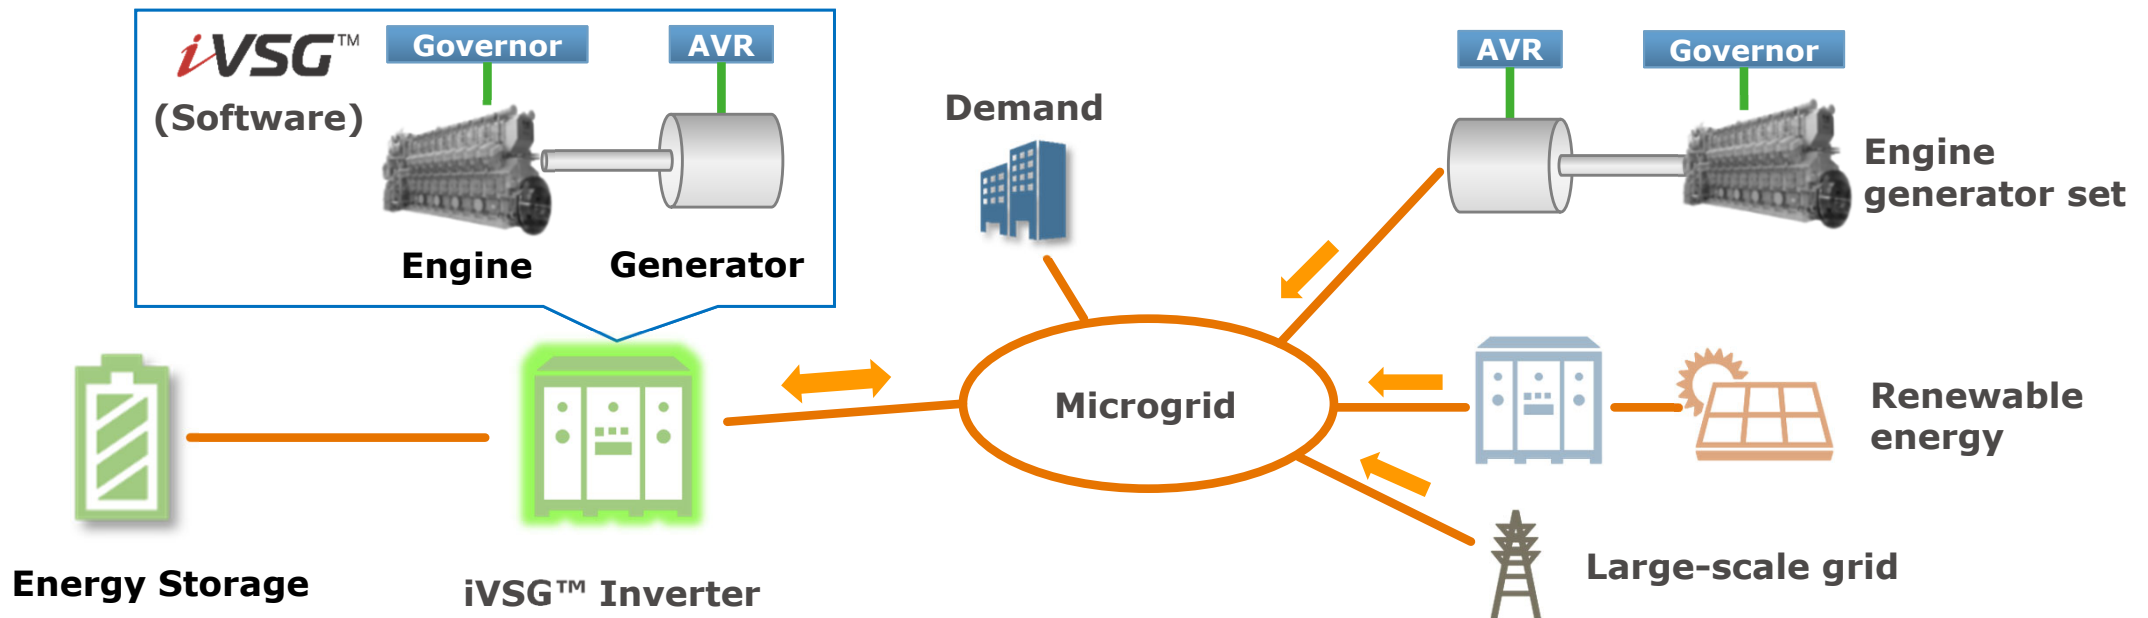 iVSG™
(Software)
Governor
AVR
Engine
Generator
Demand
AVR
Governor
Engine
generator set
Microgrid
Renewable
energy
Large-scale grid
Energy Storage
iVSG™ Inverter